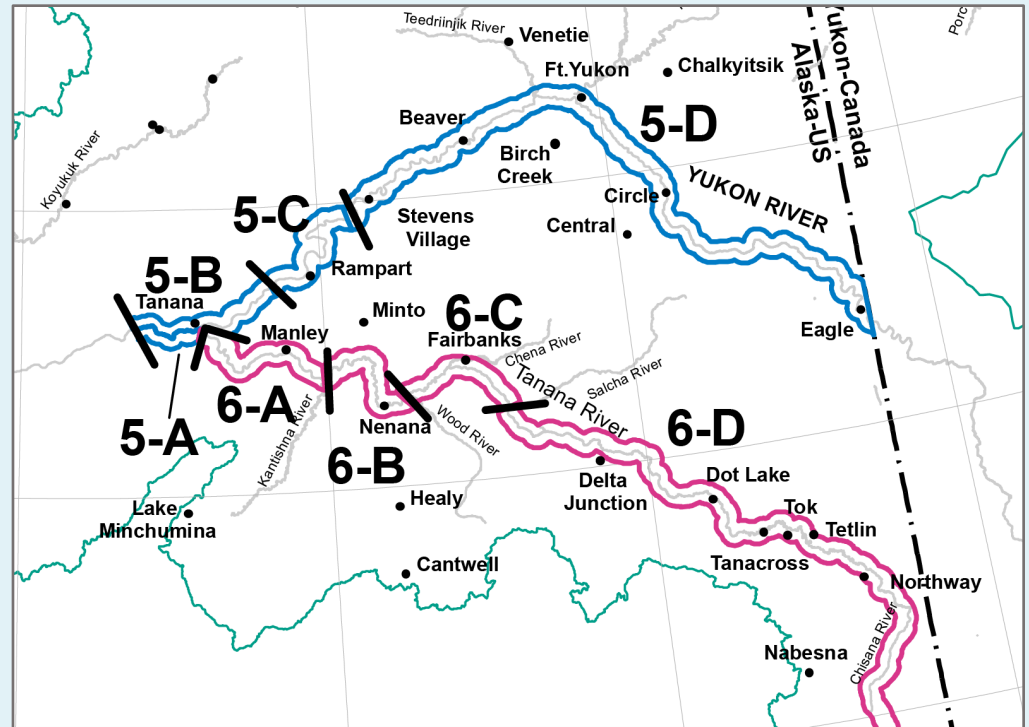 Teedriinjik River
Venetie
Porc
Yukon-Canada
Alaska-US
Ft.Yukon
Chalkyitsik
Beaver
5-D
Birch
Creek
Koyukuk River
YUKON RIVER
Circle
5-C
Stevens
Village
Central
5-B
Rampart
Tanana
Minto
6-C
Manley
Fairbanks
Eagle
Chena River
Salcha River
Tanana River
6-A
5-A
Nenana
Wood River
6-D
Kantishna River
6-B
Delta
Junction
Dot Lake
Healy
Lake
Minchumina
Tok
Tetlin
Cantwell
Tanacross
Northway
Chisana River
Nabesna